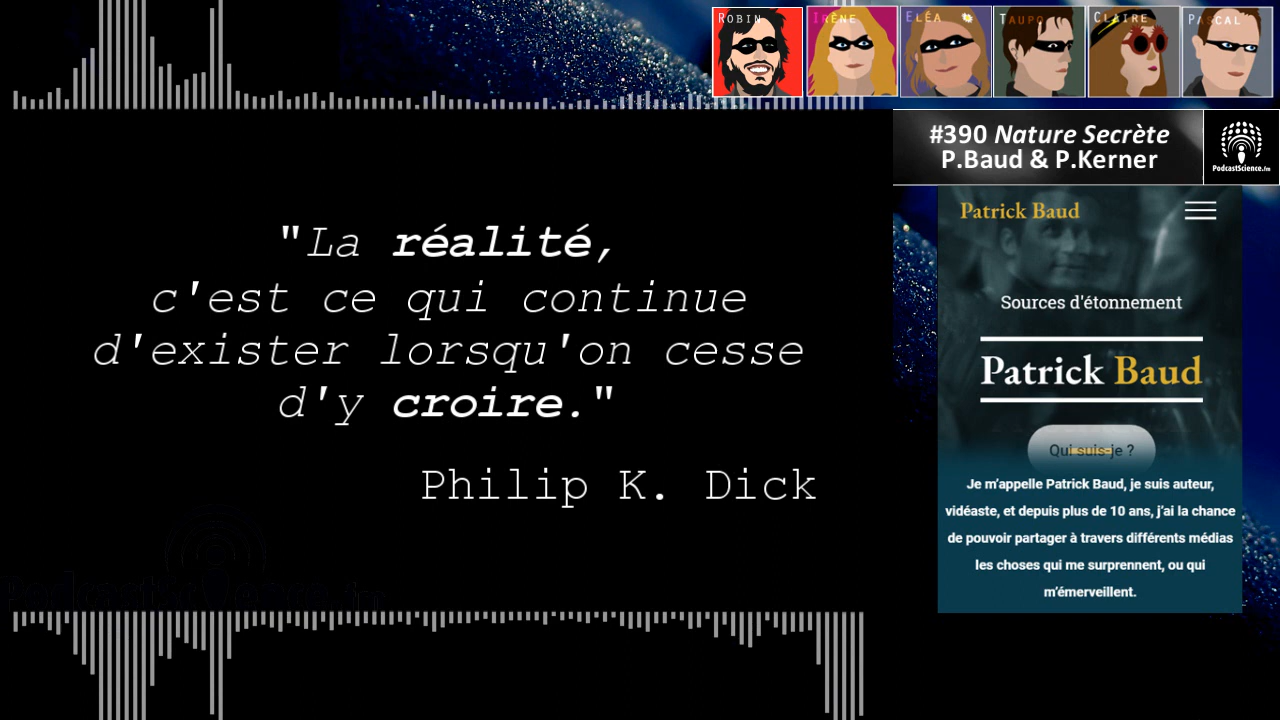 ROBIN
IRÈNE
ELÉA
TAUPO
CLAIRE
PASCAL
#390 Nature Secrète
P.Baud & P.Kerner
PodcastScience.fm
"La réalité,
c'est ce qui continue
d'exister lorsqu'on cesse
d'y croire."
Philip K. Dick
Patrick Baud
Sources d'étonnement
Patrick Baud
Qui suis-je ?
Je m'appelle Patrick Baud, je suis auteur,
vidéaste, et depuis plus de 10 ans, j'ai la chance
de pouvoir partager à travers différents médias
les choses qui me surprennent, ou qui
m'émerveillent.
PodcastScience.fm